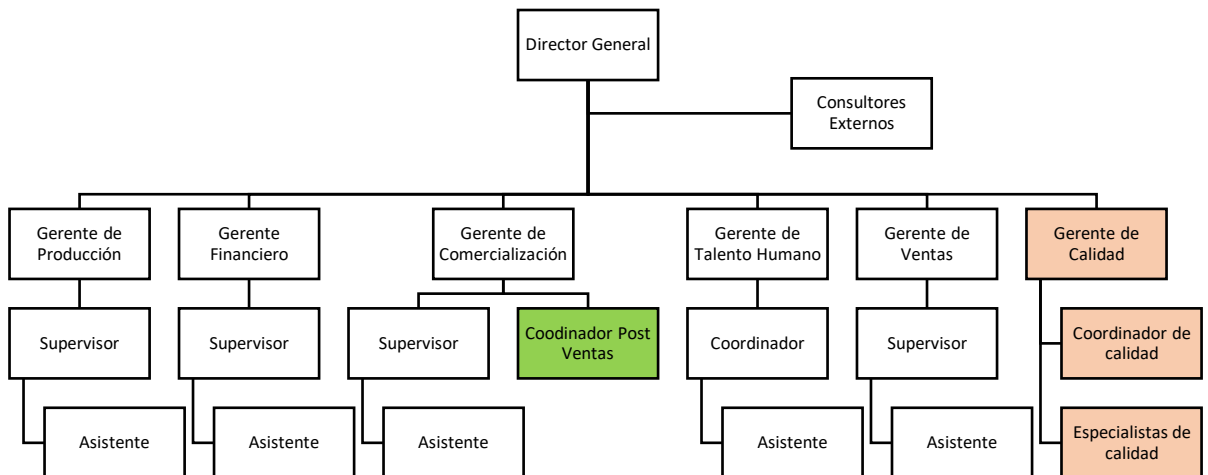 Director General
Consultores
Externos
Gerente de
Producción
Gerente
Financiero
Gerente de
Comercialización
Gerente de
Talento Humano
Gerente de
Ventas
Gerente de
Calidad
Supervisor
Supervisor
Supervisor
Coodinador Post
Ventas
Coordinador
Supervisor
Coordinador de
calidad
Asistente
Asistente
Asistente
Asistente
Asistente
Especialistas de
calidad